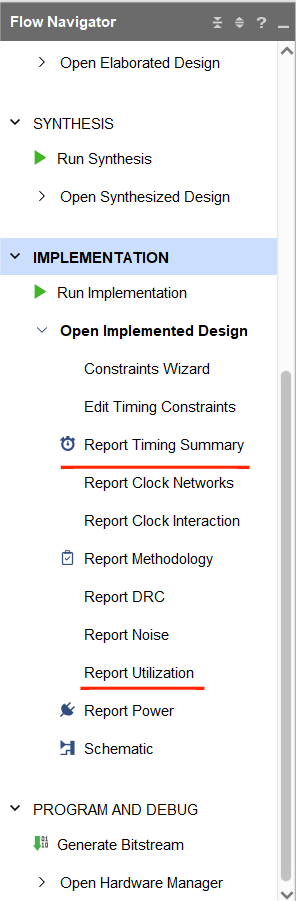 Flow Navigator ?
Open Elaborated Design
SYNTHESIS
Run Synthesis
Open Synthesized Design
IMPLEMENTATION
Run Implementation
Open Implemented Design
Constraints Wizard
Edit Timing Constraints
Report Timing Summary
Report Clock Networks
Report Clock Interaction
Report Methodology
Report DRC
Report Noise
Report Utilization
Report Power
Schematic
PROGRAM AND DEBUG
Generate Bitstream
Open Hardware Manager